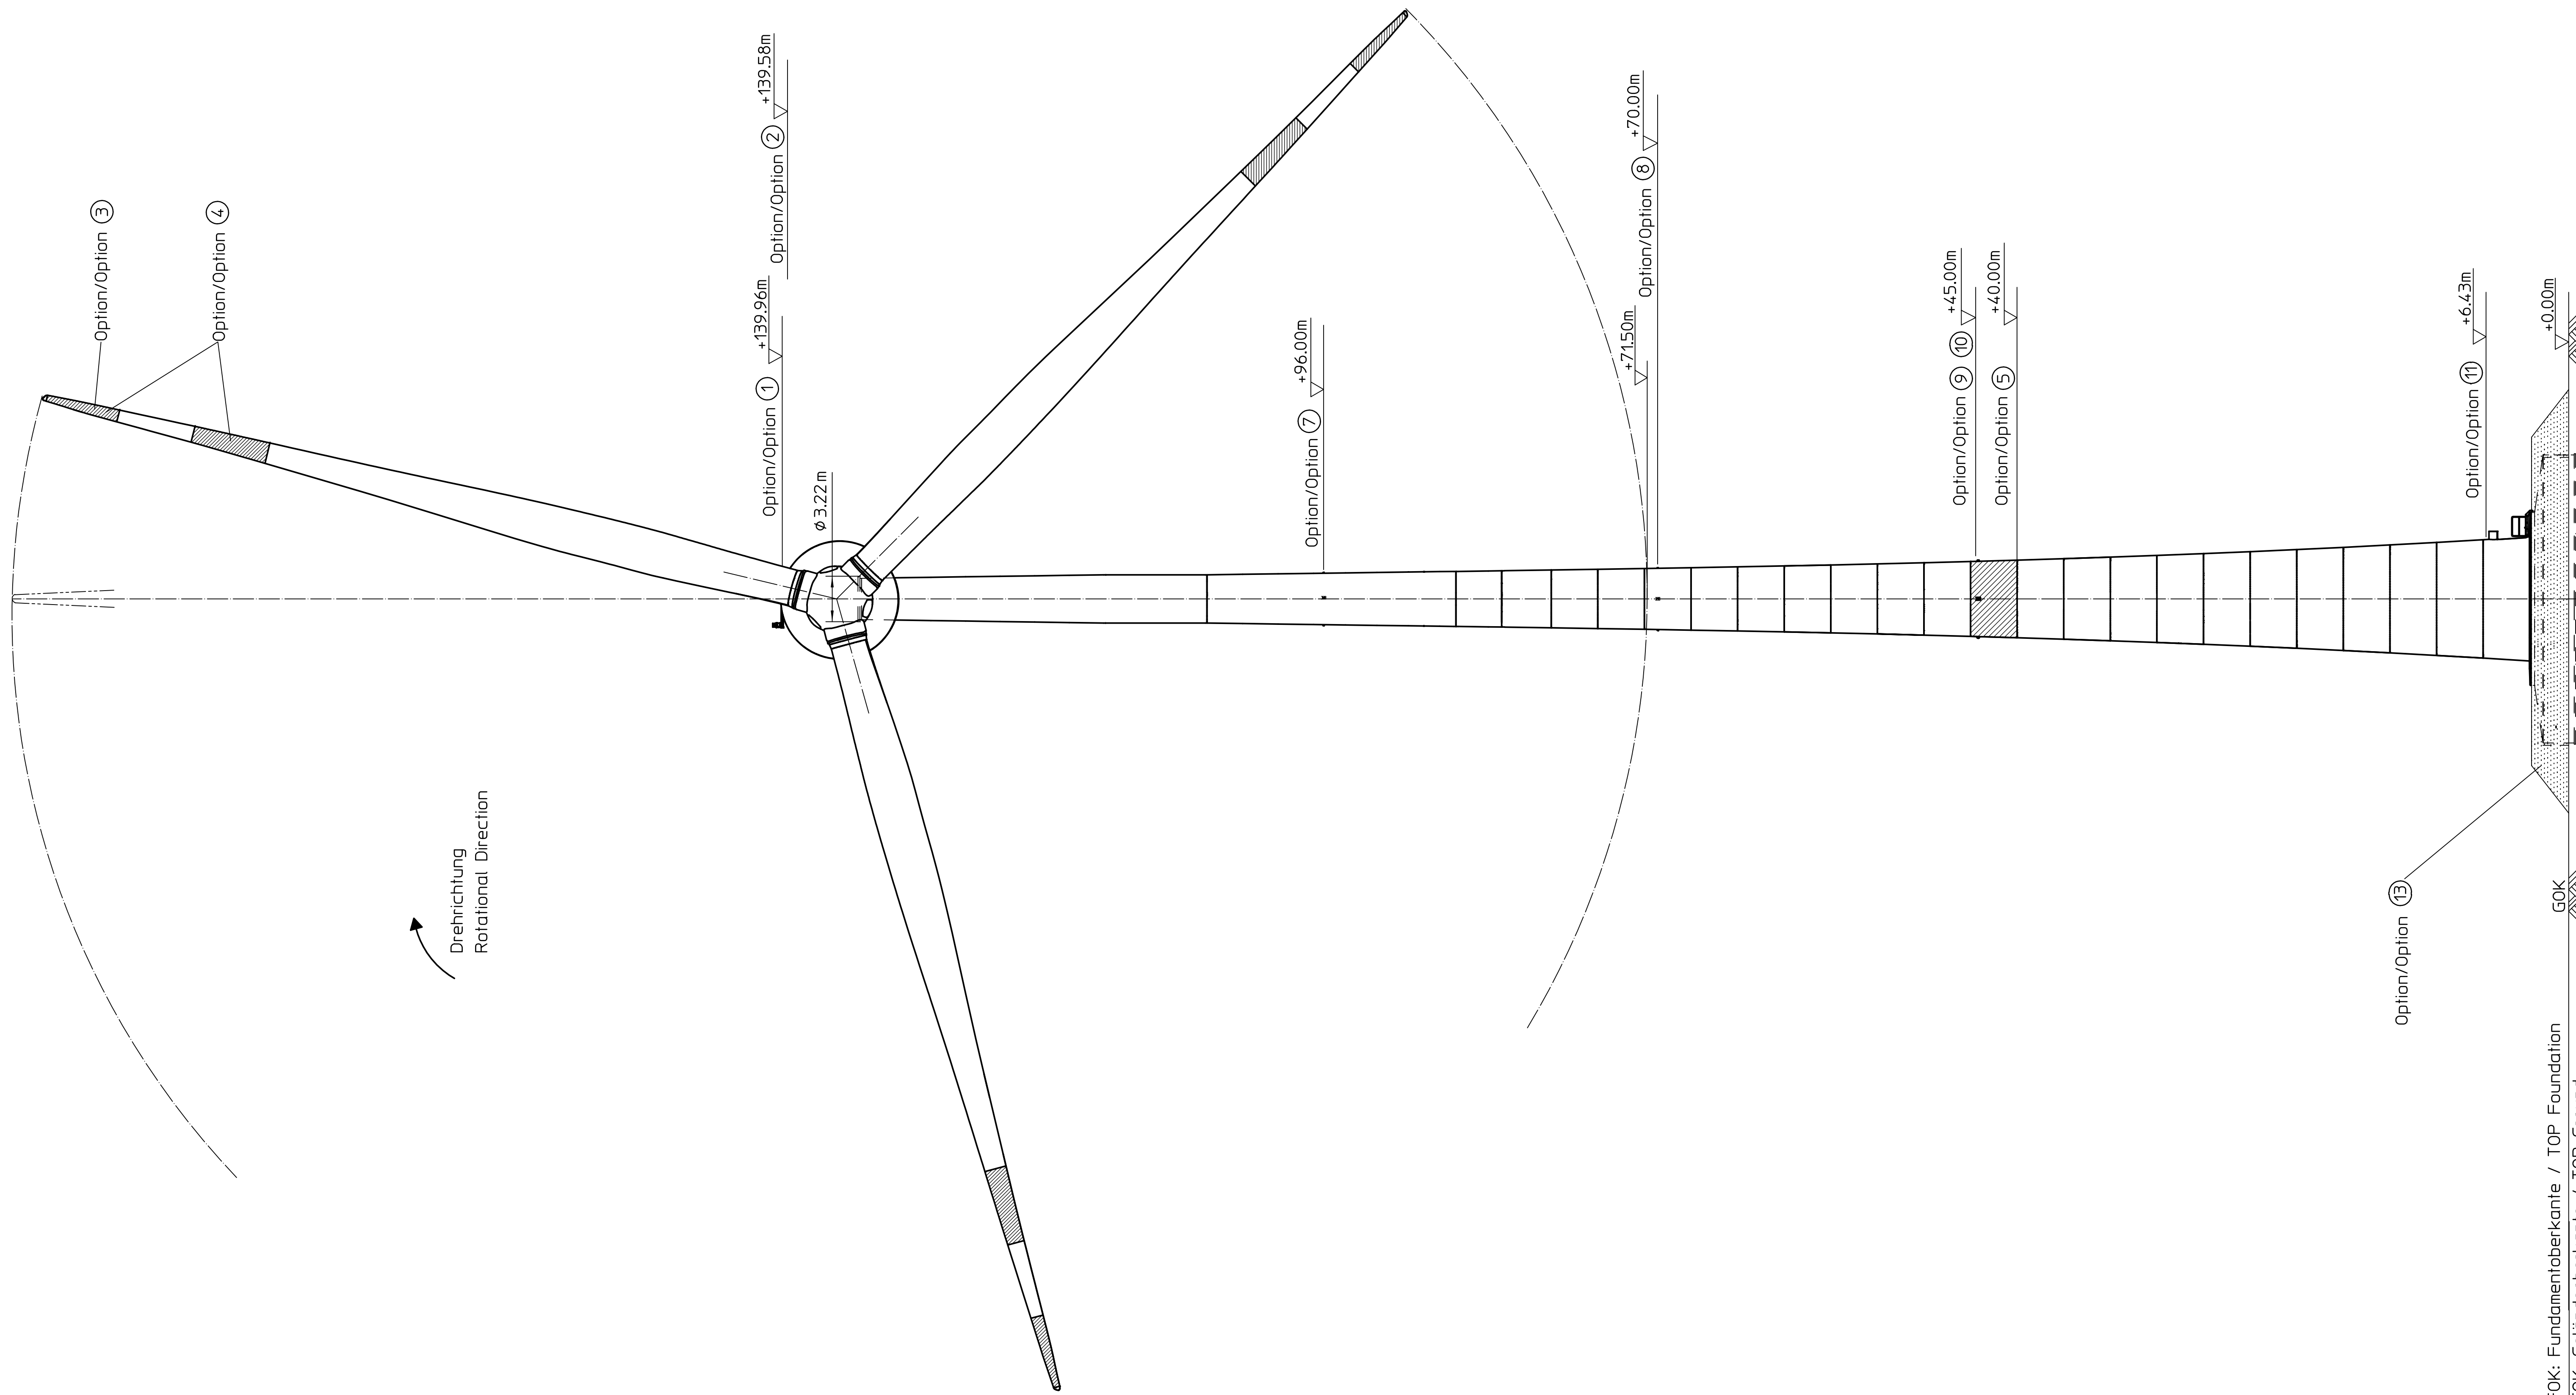 Option/Option 3
Option/Option 4
+139.58m
Option/Option 2
+139.96m
Option/Option 1
ø 3.22 m
Drehrichtung
Rotational Direction
+96.00m
Option/Option 7
+70.00m
Option/Option 8
+71.50m
+45.00m
Option/Option 9 10
+40.00m
Option/Option 5
+6.43m
Option/Option 11
+0.00m
Option/Option 13
GOK
Fundamentoberkante / TOP Foundation